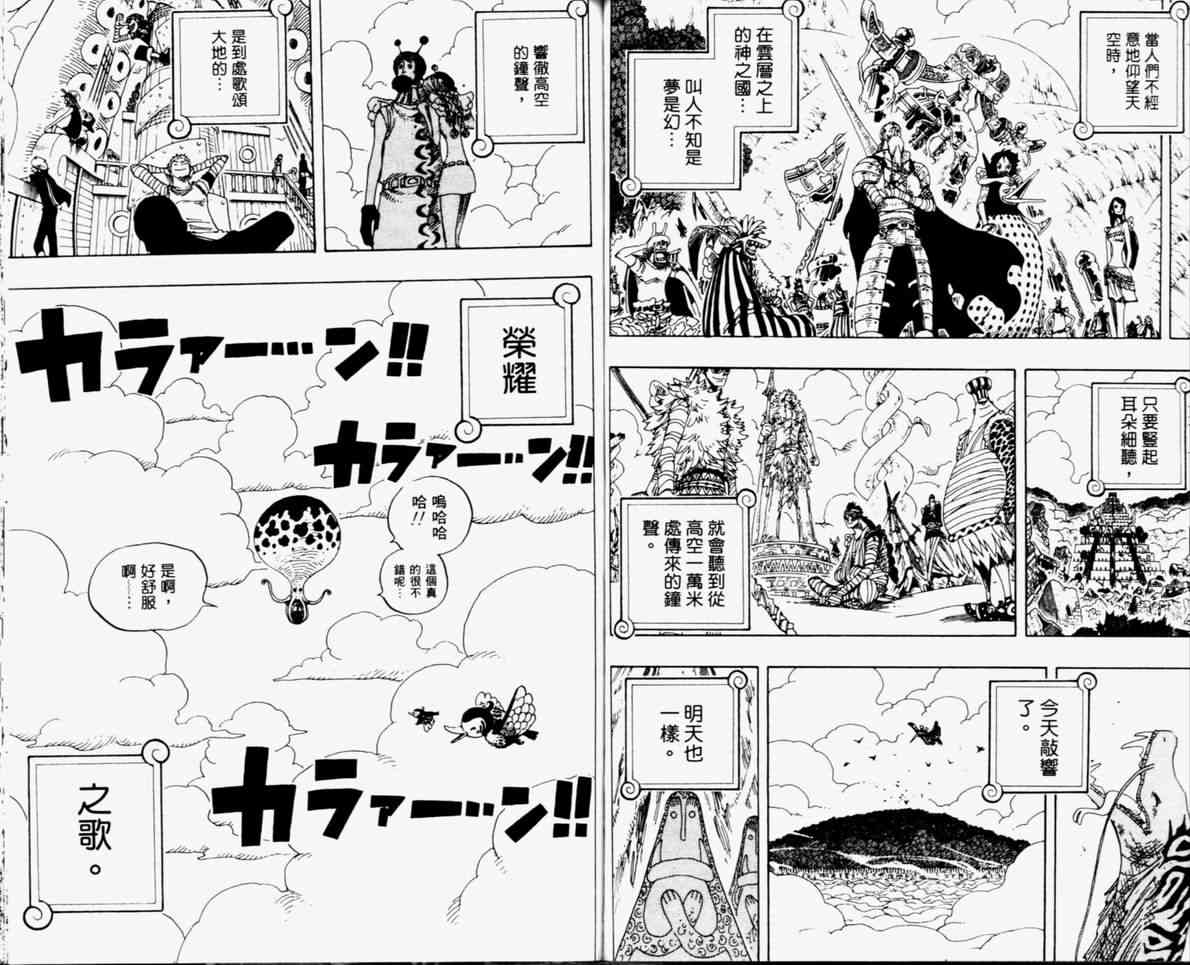 當人們不經
意地仰望天
空時，
在雲層之上
的神之國…
叫人不知是
夢是幻…
只要豎起
耳朵細聽，
就會聽到從
高空一萬米
處傳來的鐘
聲。
今天敲響
了。
明天也
一樣。
響徹高空
的鐘聲，
是到處歌頌
大地的…
榮耀
カラァー…ン!!
カラァー…ン!!
嗚哈哈
哈!!
這個真
的很不
錯呢…
是啊，
好舒服
啊……
カラァー…ン!!
之歌。